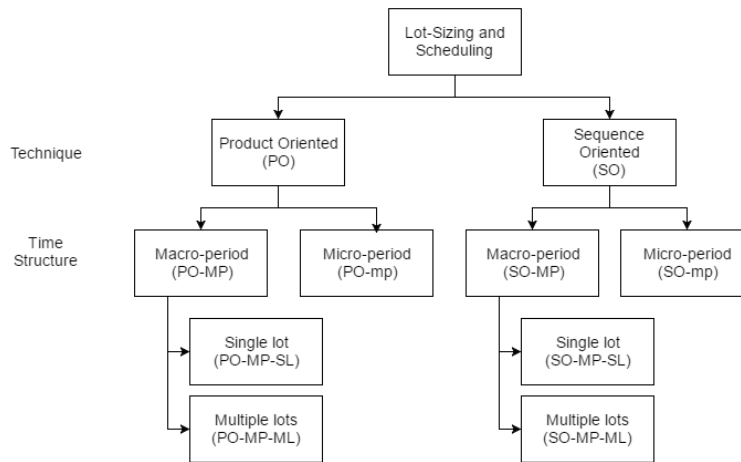 Lot-Sizing and
Scheduling
Technique
Product Oriented
(PO)
Sequence
Oriented
(SO)
Time
Structure
Macro-period
(PO-MP)
Micro-period
(PO-mp)
Macro-period
(SO-MP)
Micro-period
(SO-mp)
Single lot
(PO-MP-SL)
Single lot
(SO-MP-SL)
Multiple lots
(PO-MP-ML)
Multiple lots
(SO-MP-ML)